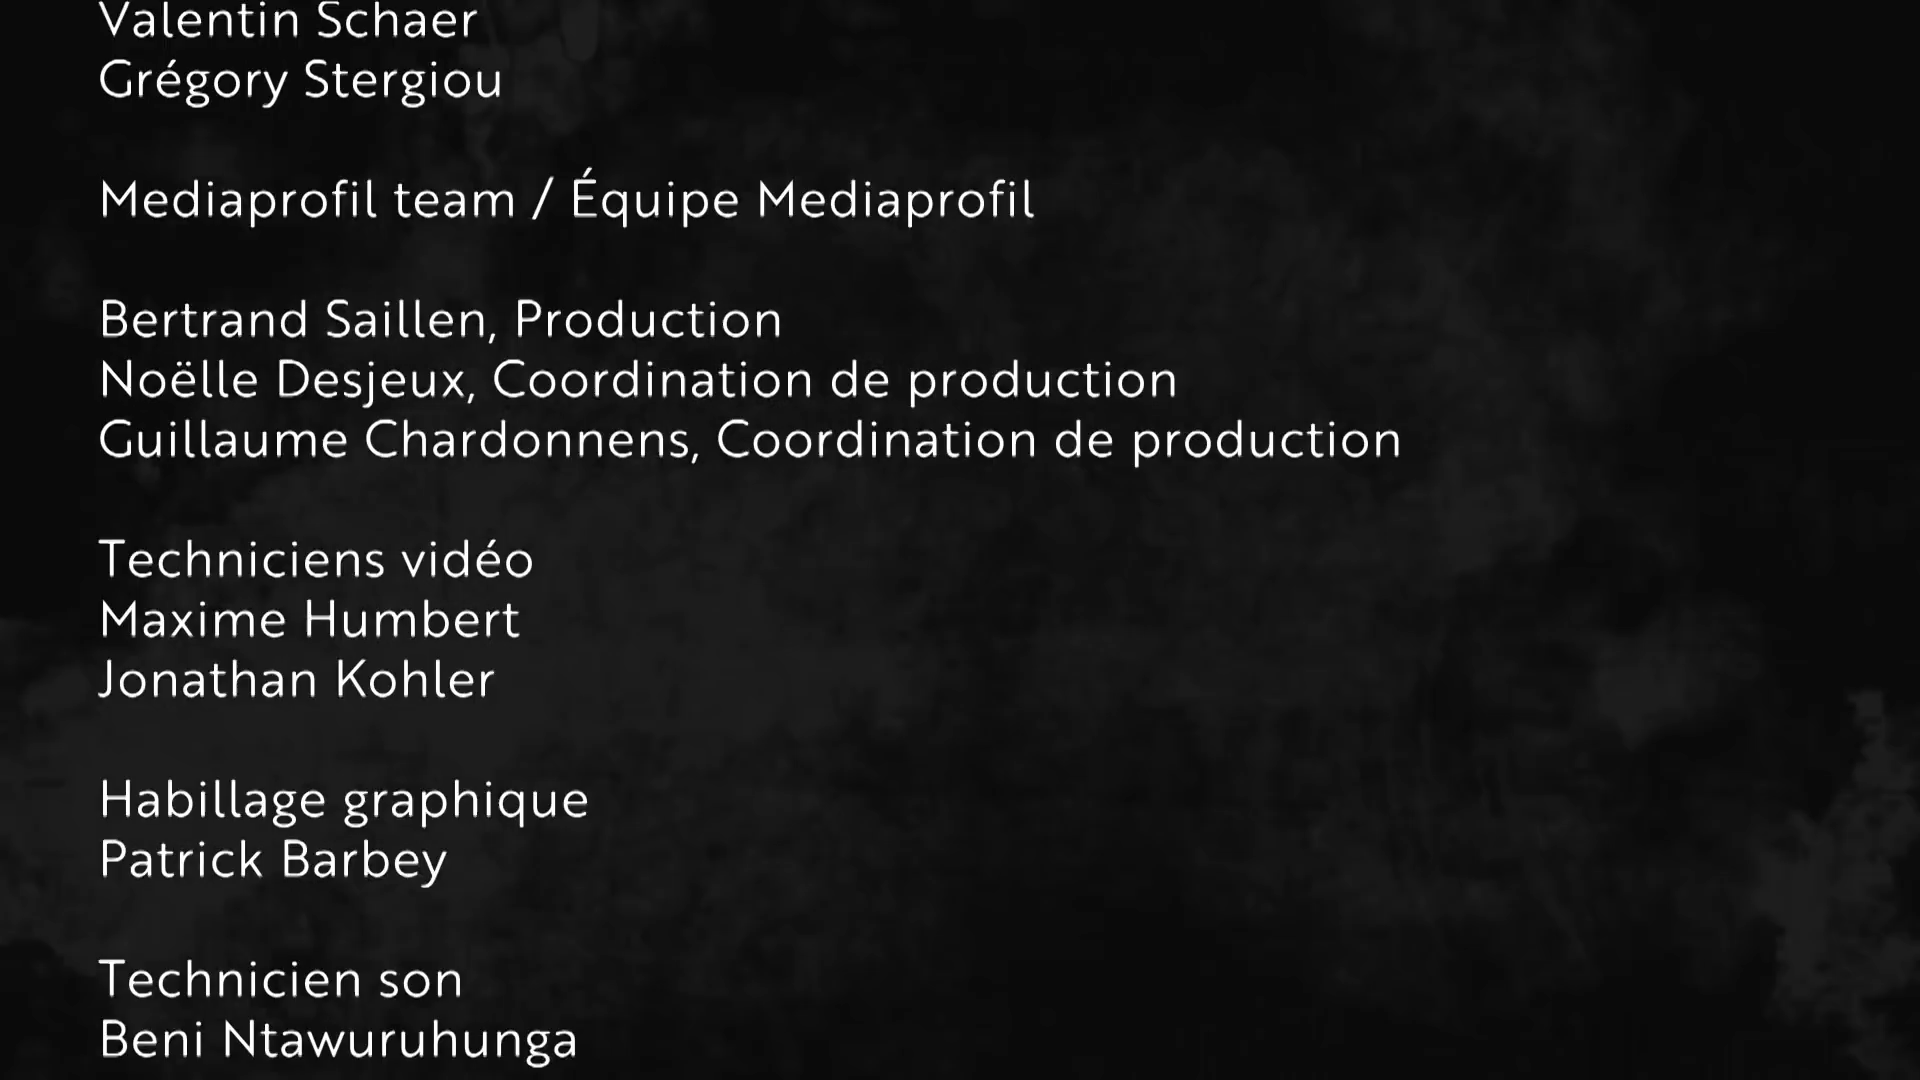 Valentin Schaer
Grégory Stergiou
Mediaprofil team / Équipe Mediaprofil
Bertrand Saillen, Production
Noëlle Desjeux, Coordination de production
Guillaume Chardonnens, Coordination de production
Techniciens vidéo
Maxime Humbert
Jonathan Kohler
Habillage graphique
Patrick Barbey
Technicien son
Beni Ntawuruhunga